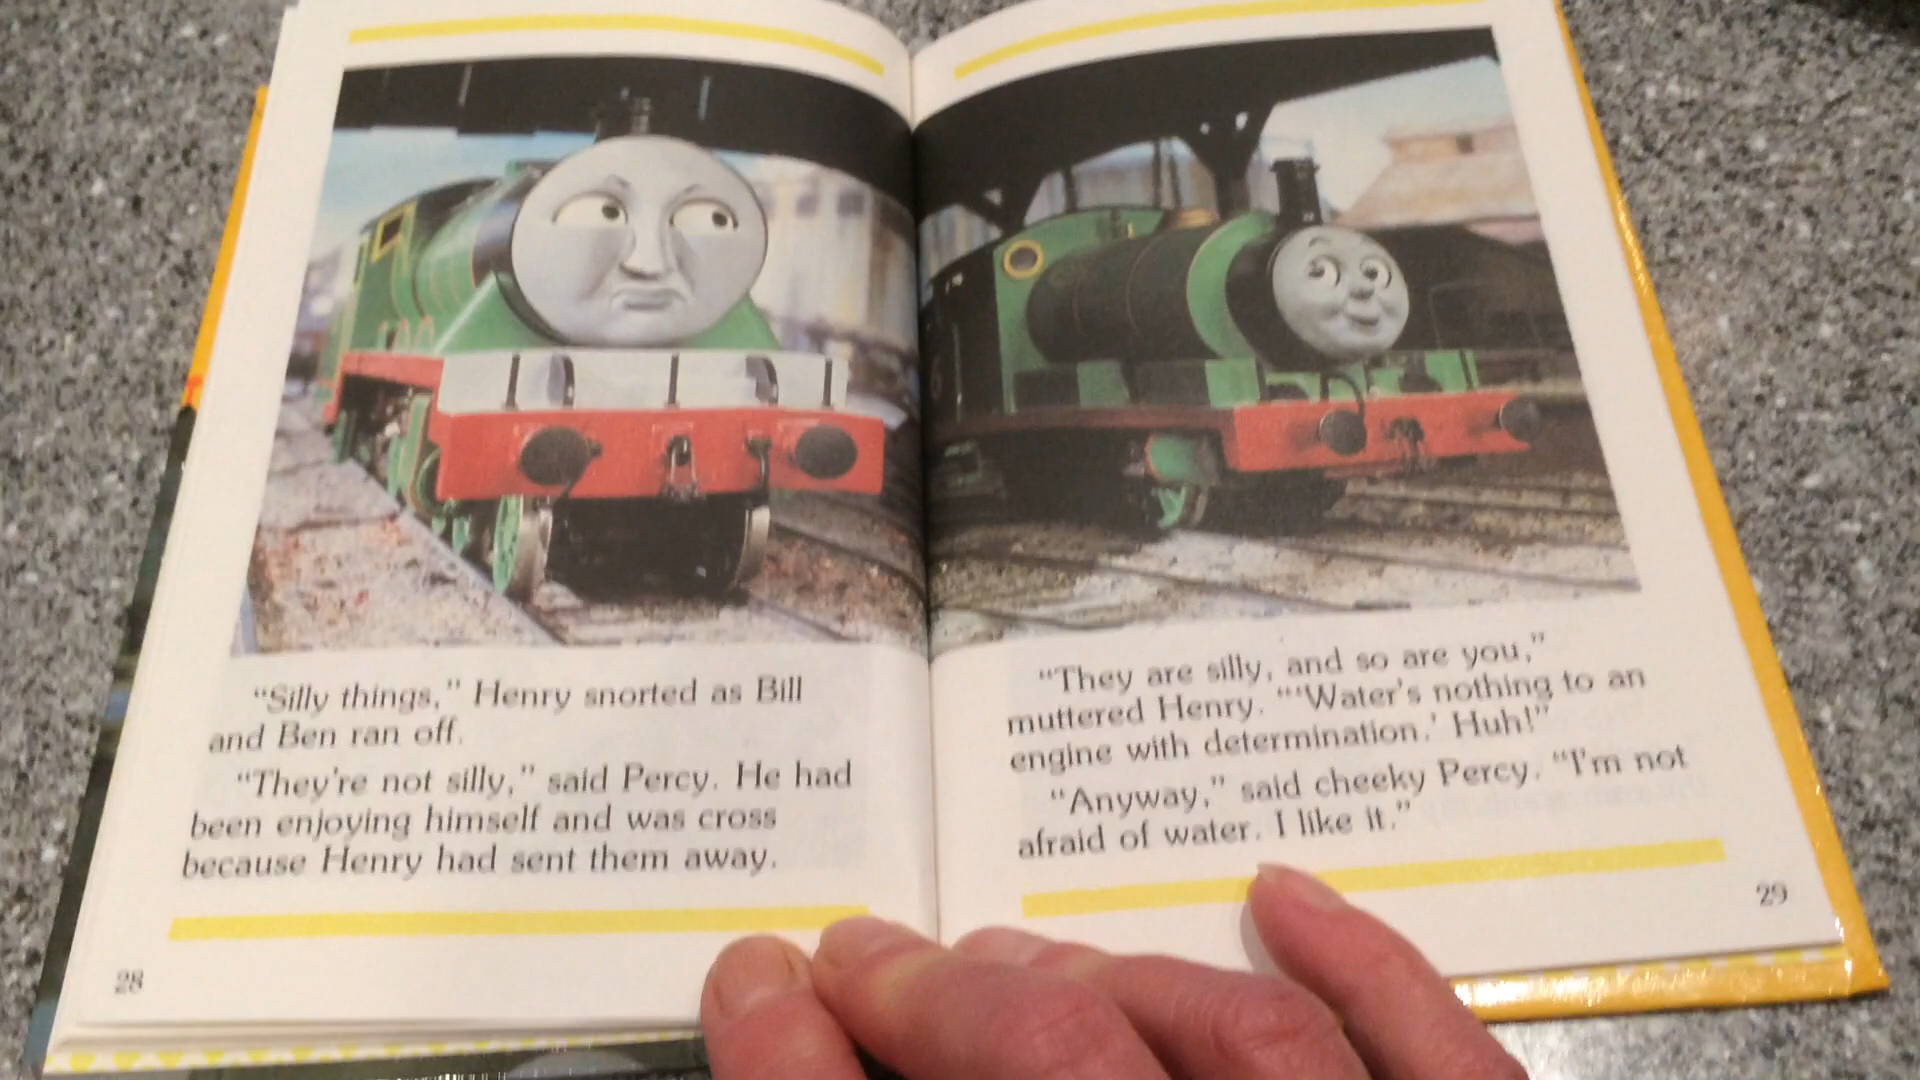 “Silly things,” Henry snorted as Bill
and Ben ran off.
“They're not silly,” said Percy. He had
been enjoying himself and was cross
because Henry had sent them away.
28
“They are silly, and so are you,”
muttered Henry. “‘Water's nothing to an
engine with determination.’ Huh!”
“Anyway,” said cheeky Percy. “I'm not
afraid of water. I like it.”
29